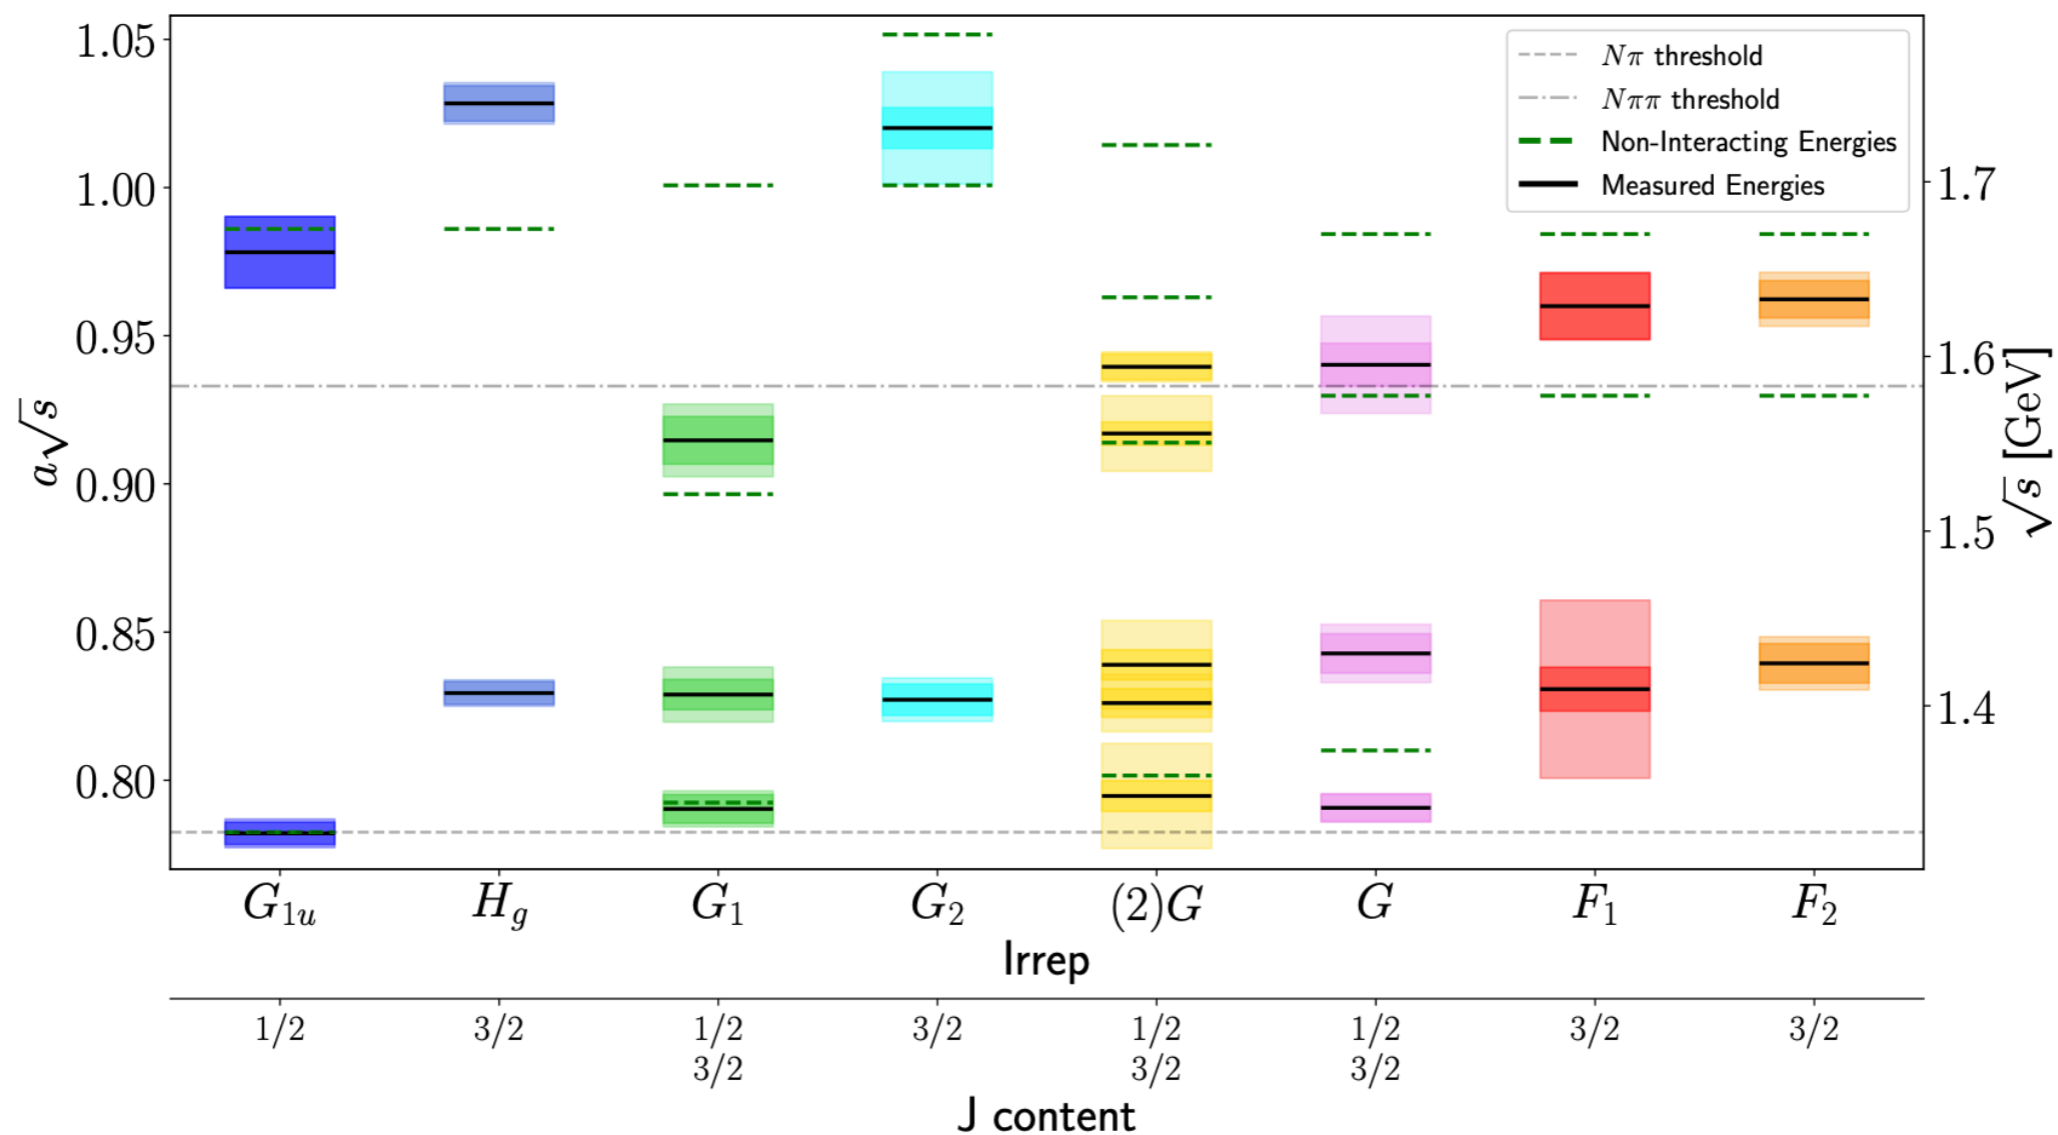 1.05
1.00
0.95
0.90
0.85
0.80
a√s
1.7
1.6
1.5
1.4
√s [GeV]
Nπ threshold
Nππ threshold
Non-Interacting Energies
Measured Energies
G₁ᵤ H_g G₁ G₂ (2)G G F₁ F₂
Irrep
1/2 3/2 1/2 3/2 1/2 1/2 3/2 3/2
3/2 3/2 3/2
J content